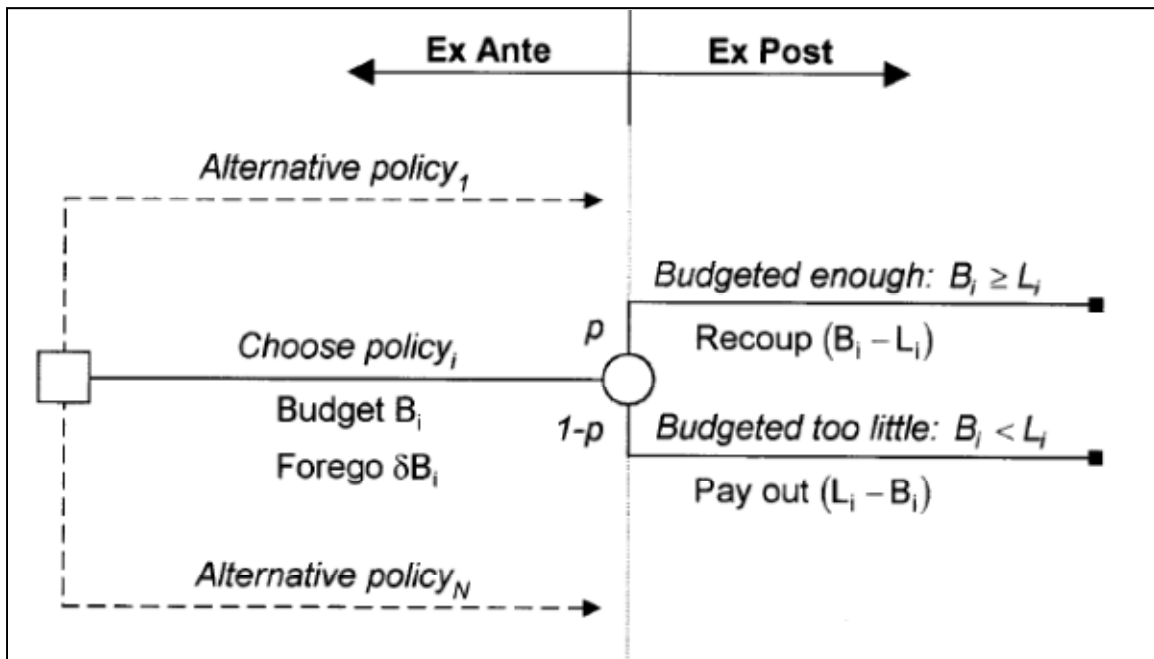 Ex Ante
Ex Post
Alternative policy₁
Budgeted enough: Bᵢ ≥ Lᵢ
p
Recoup (Bᵢ – Lᵢ)
Choose policyᵢ
Budget Bᵢ
1-p
Budgeted too little: Bᵢ < Lᵢ
Forego δBᵢ
Pay out (Lᵢ – Bᵢ)
Alternative policy_N